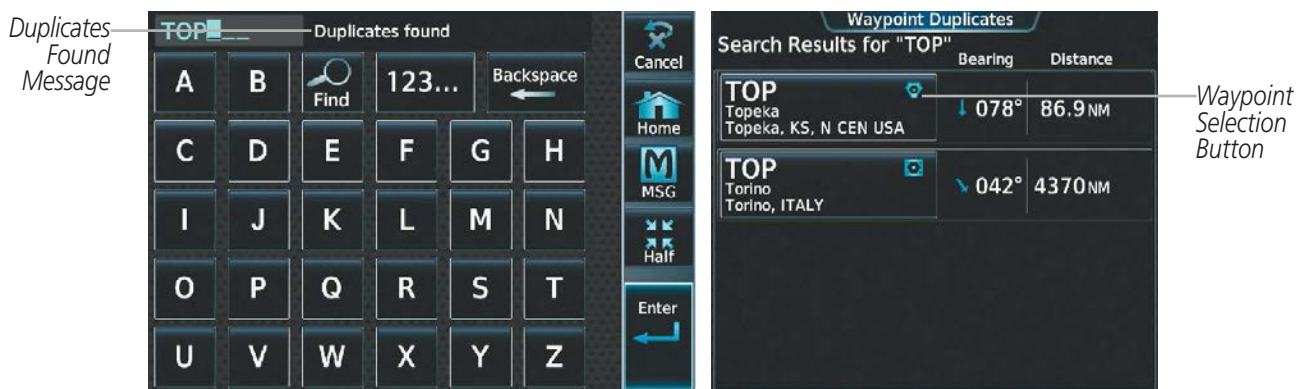 Duplicates
Found
Message
TOP_ _ Duplicates found
A B Find 123... Backspace
C D E F G H
I J K L M N
O P Q R S T
U V W X Y Z
Cancel
Home
MSG
Half
Enter
Waypoint Duplicates
Search Results for "TOP"
Bearing Distance
TOP
Topeka
Topeka, KS, N CEN USA
078° 86.9NM
TOP
Torino
Torino, ITALY
042° 4370NM
Waypoint
Selection
Button